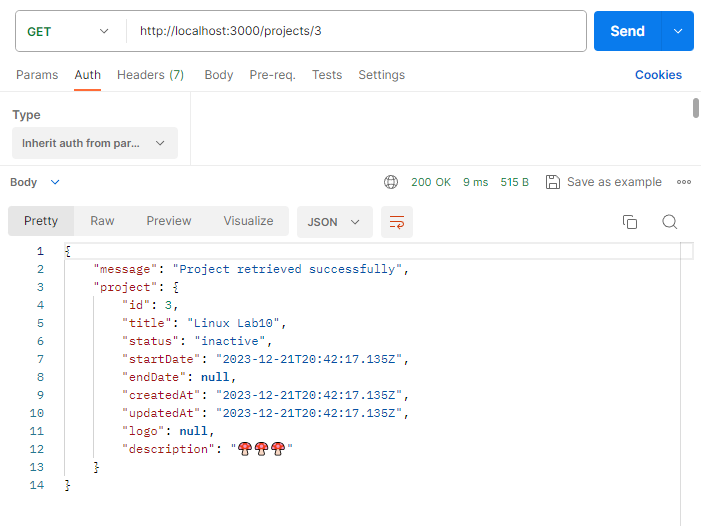 GET http://localhost:3000/projects/3 Send
Params Auth Headers (7) Body Pre-req. Tests Settings Cookies
Type
Inherit auth from par...
Body 200 OK 9 ms 515 B Save as example
Pretty Raw Preview Visualize JSON
1 {
2 "message": "Project retrieved successfully",
3 "project": {
4 "id": 3,
5 "title": "Linux Lab10",
6 "status": "inactive",
7 "startDate": "2023-12-21T20:42:17.135Z",
8 "endDate": null,
9 "createdAt": "2023-12-21T20:42:17.135Z",
10 "updatedAt": "2023-12-21T20:42:17.135Z",
11 "logo": null,
12 "description": "🍄🍄🍄"
13 }
14 }